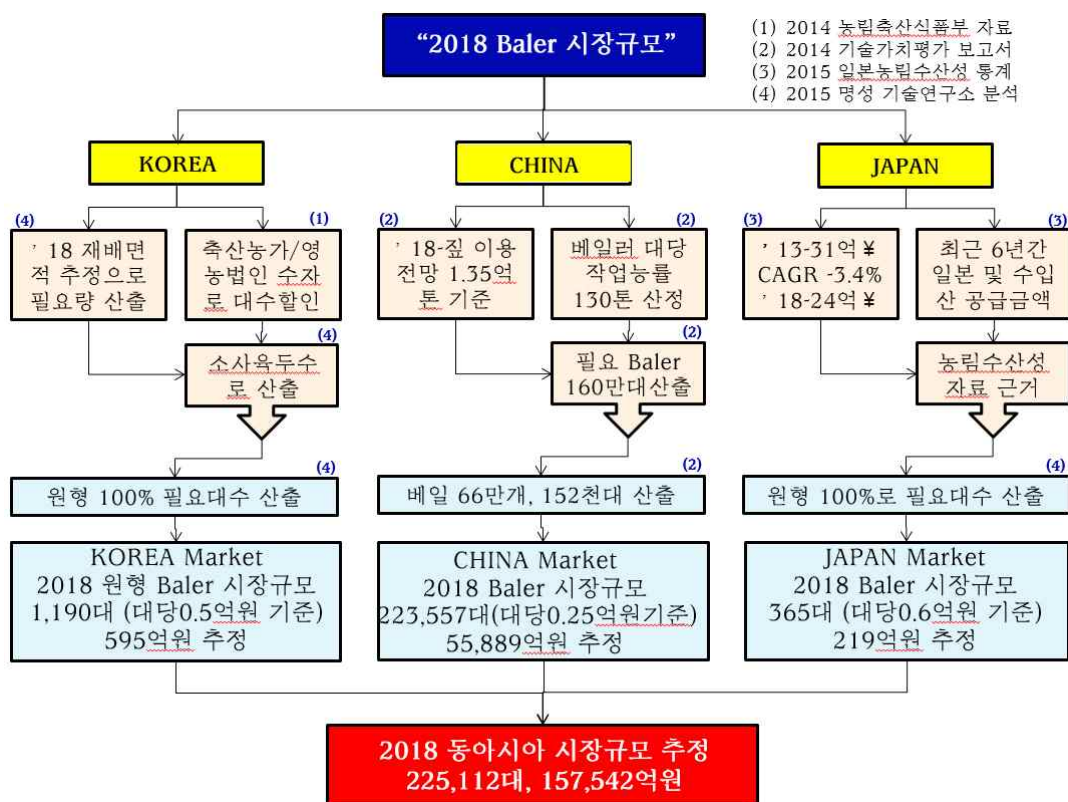 “2018 Baler 시장규모”
(1) 2014 농림축산식품부 자료
(2) 2014 기술가치평가 보고서
(3) 2015 일본농림수산성 통계
(4) 2015 명성 기술연구소 분석
KOREA
CHINA
JAPAN
(4)
’ 18 재배면
적 추정으로
필요량 산출
(1)
축산농가/영
농법인 수자
로 대수할인
(2)
’ 18-짚 이용
전망 1.35억
톤 기준
(2)
베일러 대당
작업능률
130톤 산정
(3)
’ 13-31억 ¥
CAGR -3.4%
’ 18-24억 ¥
(3)
최근 6년간
일본 및 수입
산 공급금액
(4)
소사육두수
로 산출
(2)
필요 Baler
160만대산출
(3)
농림수산성
자료 근거
(4)
원형 100% 필요대수 산출
(2)
베일 66만개, 152천대 산출
(4)
원형 100%로 필요대수 산출
KOREA Market
2018 원형 Baler 시장규모
1,190대 (대당0.5억원 기준)
595억원 추정
CHINA Market
2018 Baler 시장규모
223,557대(대당0.25억원기준)
55,889억원 추정
JAPAN Market
2018 Baler 시장규모
365대 (대당0.6억원 기준)
219억원 추정
2018 동아시아 시장규모 추정
225,112대, 157,542억원